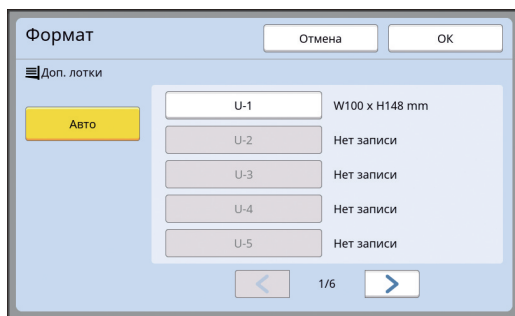 Формат
Отмена
ОК
Доп. лотки
Авто
U-1 W100 x H148 mm
U-2 Нет записи
U-3 Нет записи
U-4 Нет записи
U-5 Нет записи
1/6